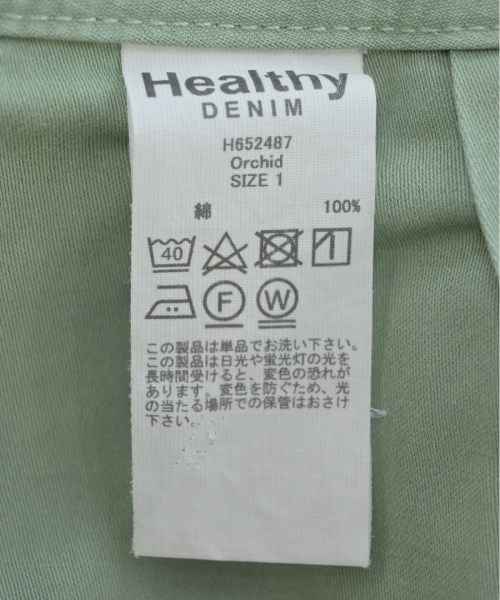 Healthy
DENIM
H652487
Orchid
SIZE 1
綿 100%
40
F W
この製品は単品でお洗い下さい。
この製品は日光や蛍光灯の光を
長時間受けると、変色の恐れが
あります。変色を防ぐため、光
の当たる場所での保管はおさけ
下さい。